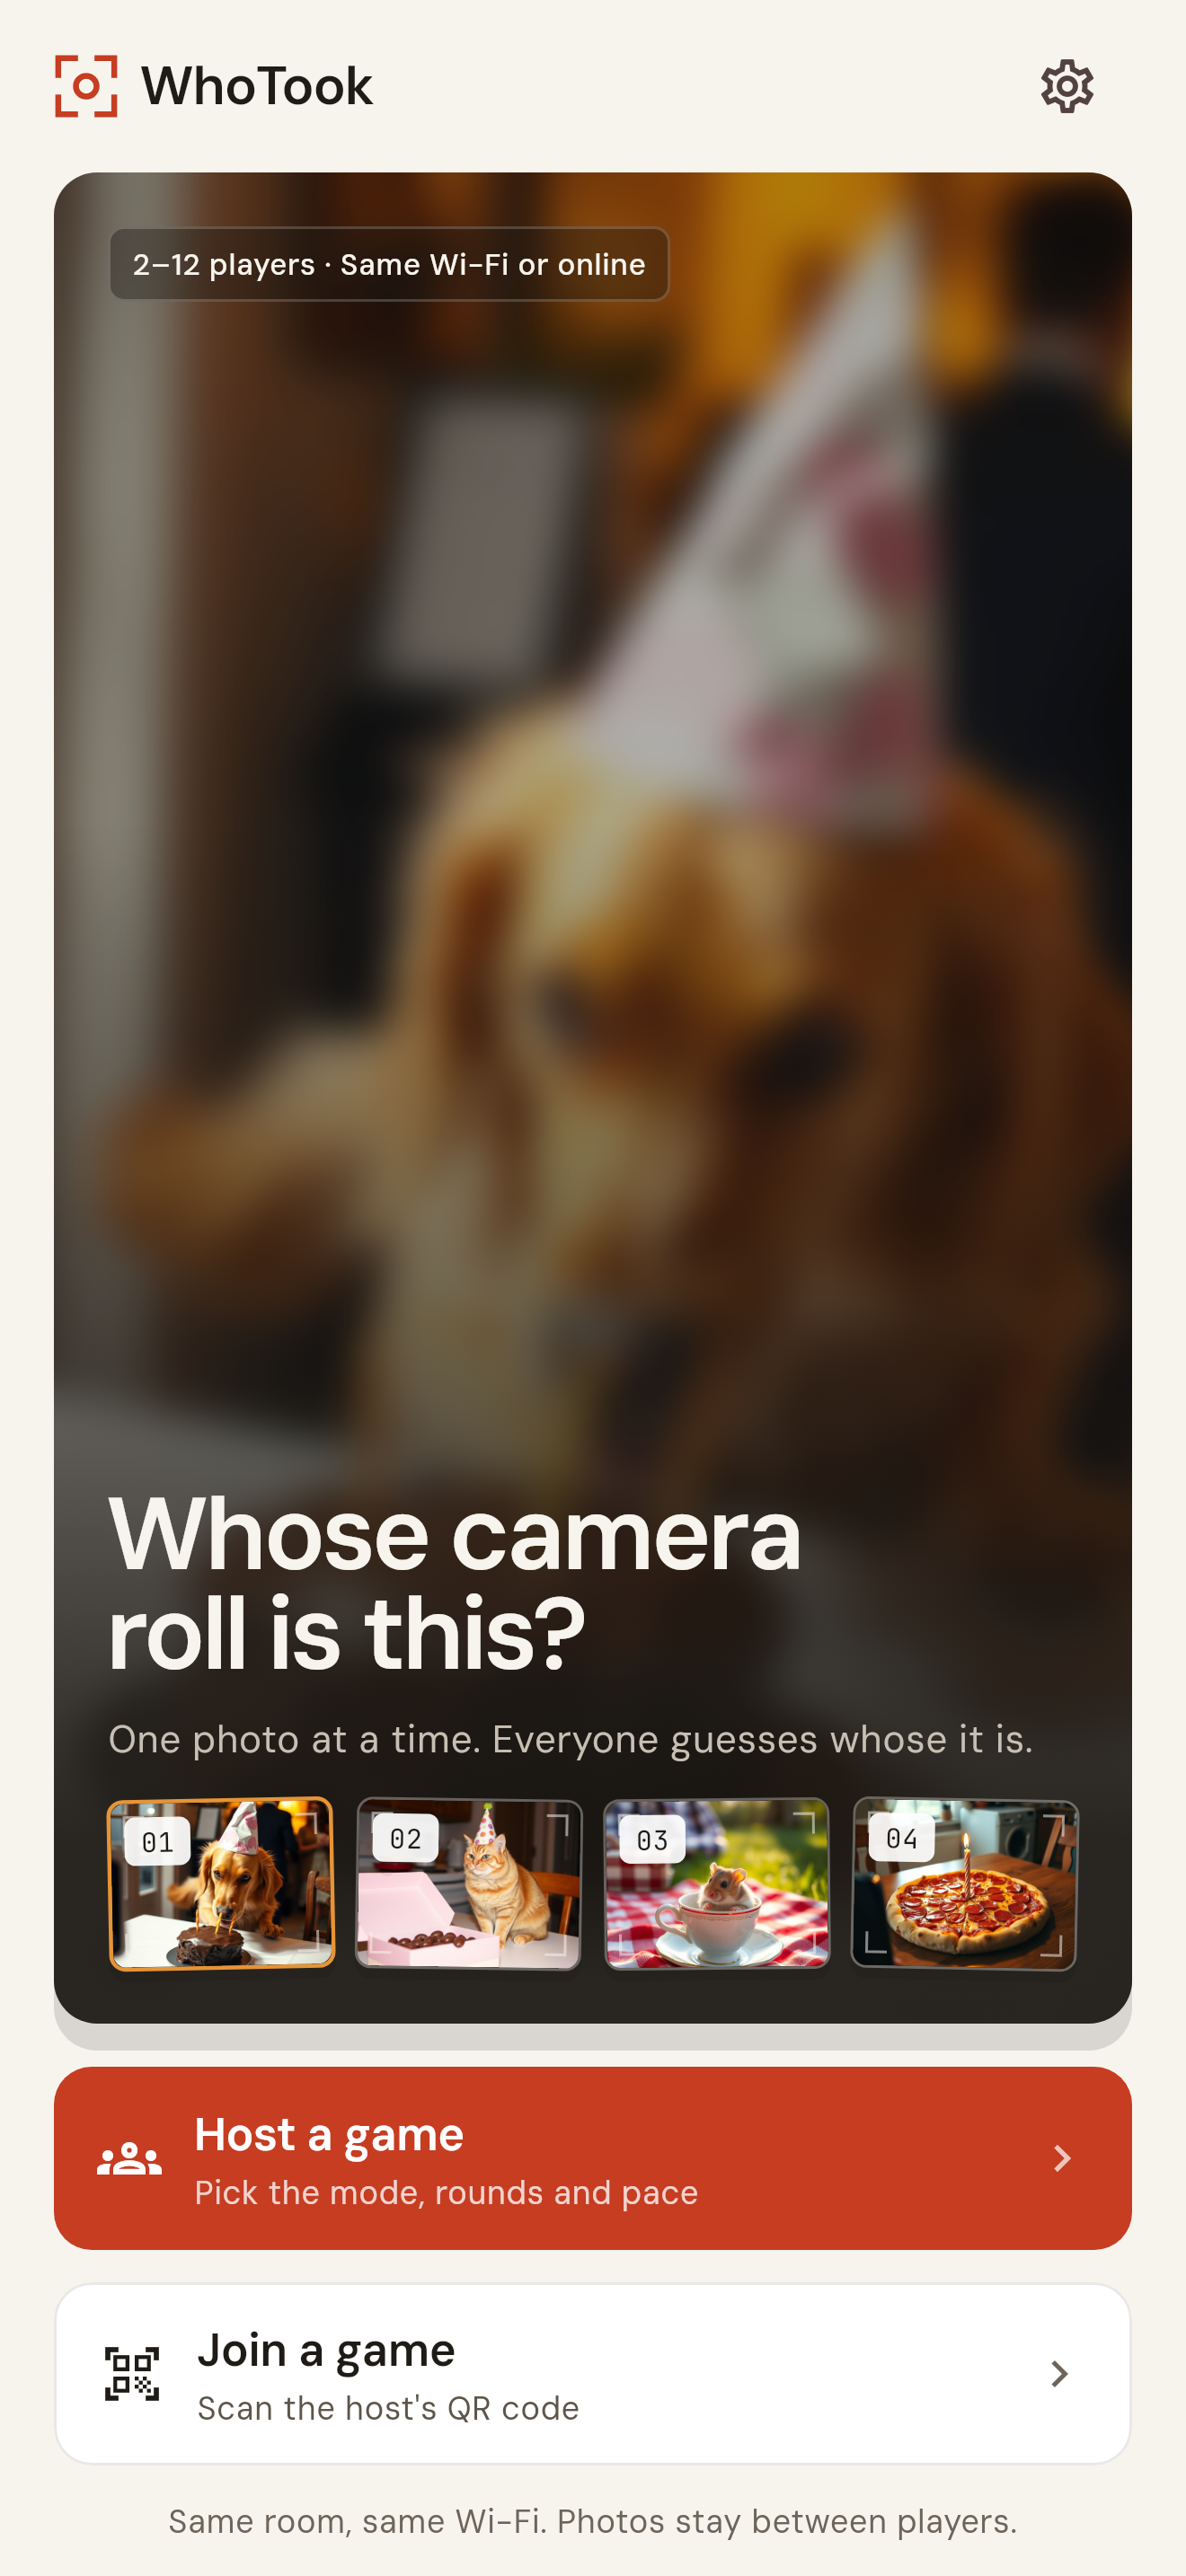 WhoTook
2–12 players · Same Wi-Fi or online
Whose camera
roll is this?
One photo at a time. Everyone guesses whose it is.
01
02
03
04
Host a game
Pick the mode, rounds and pace
Join a game
Scan the host's QR code
Same room, same Wi-Fi. Photos stay between players.